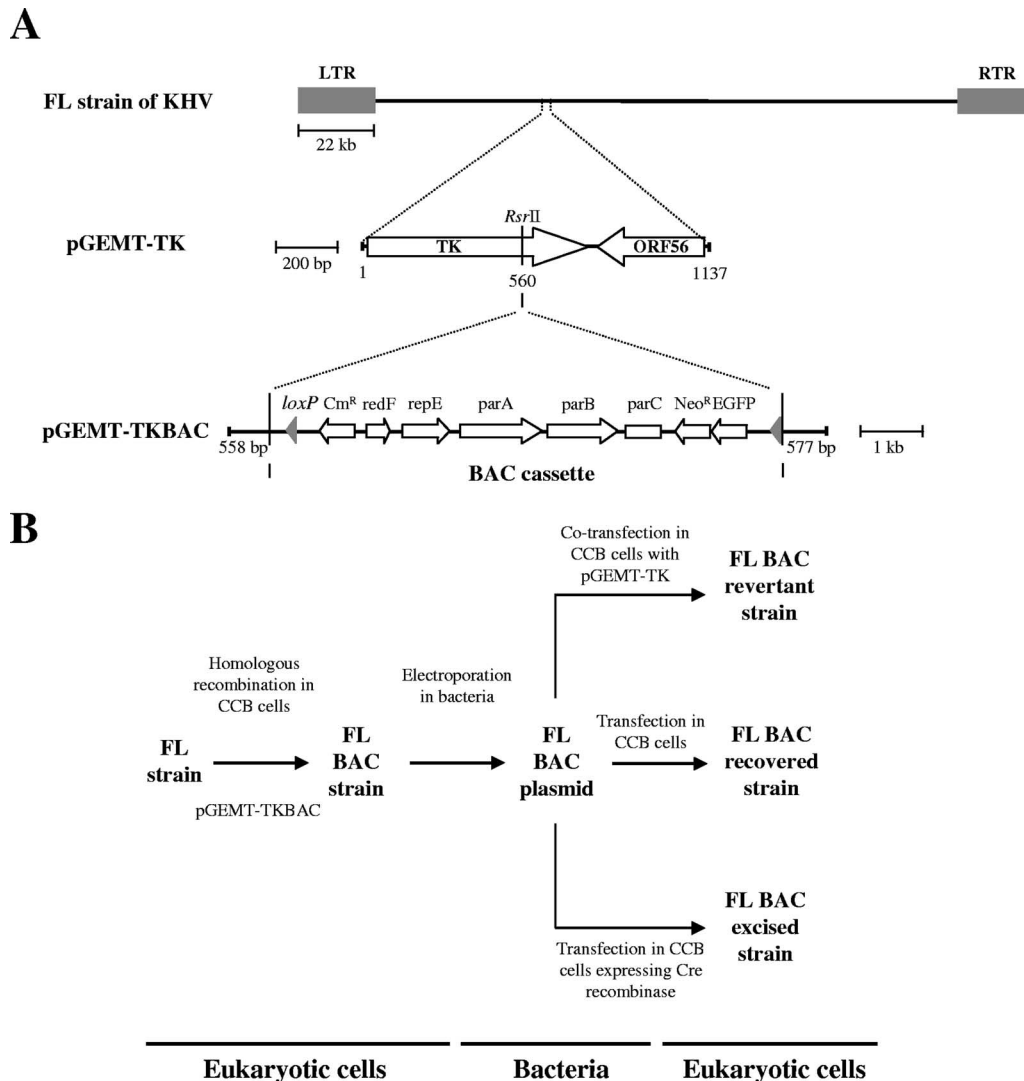 A
LTR
RTR
FL strain of KHV
22 kb
RsrII
pGEMT-TK
TK
ORF56
200 bp
1
560
1137
loxP CmR redF repE parA parB parC NeoR EGFP
pGEMT-TKBAC
558 bp
577 bp
1 kb
BAC cassette
B
Co-transfection in
CCB cells with
pGEMT-TK
FL BAC
revertant
strain
Homologous
recombination in
CCB cells
Electroporation
in bacteria
Transfection in
CCB cells
FL
strain
FL
BAC
strain
FL
BAC
plasmid
FL BAC
recovered
strain
pGEMT-TKBAC
FL BAC
excised
strain
Transfection in CCB
cells expressing Cre
recombinase
Eukaryotic cells
Bacteria
Eukaryotic cells